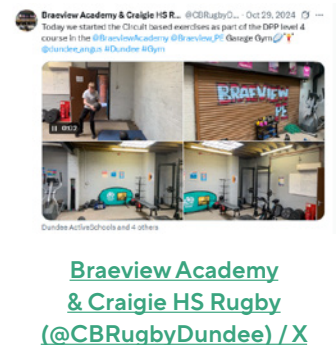 Braeview Academy & Craigie HS R... @CBRugbyD... · Oct 29, 2024
Today we started the Circuit based exercises as part of the DPP level 4
course in the @BraeviewAcademy @Braeview_PE Garage Gym🏉🏋
@dundee_angus #Dundee #Gym
BRAEVIEW
PE
0:02
Dundee ActiveSchools and 4 others
Braeview Academy
& Craigie HS Rugby
(@CBRugbyDundee) / X